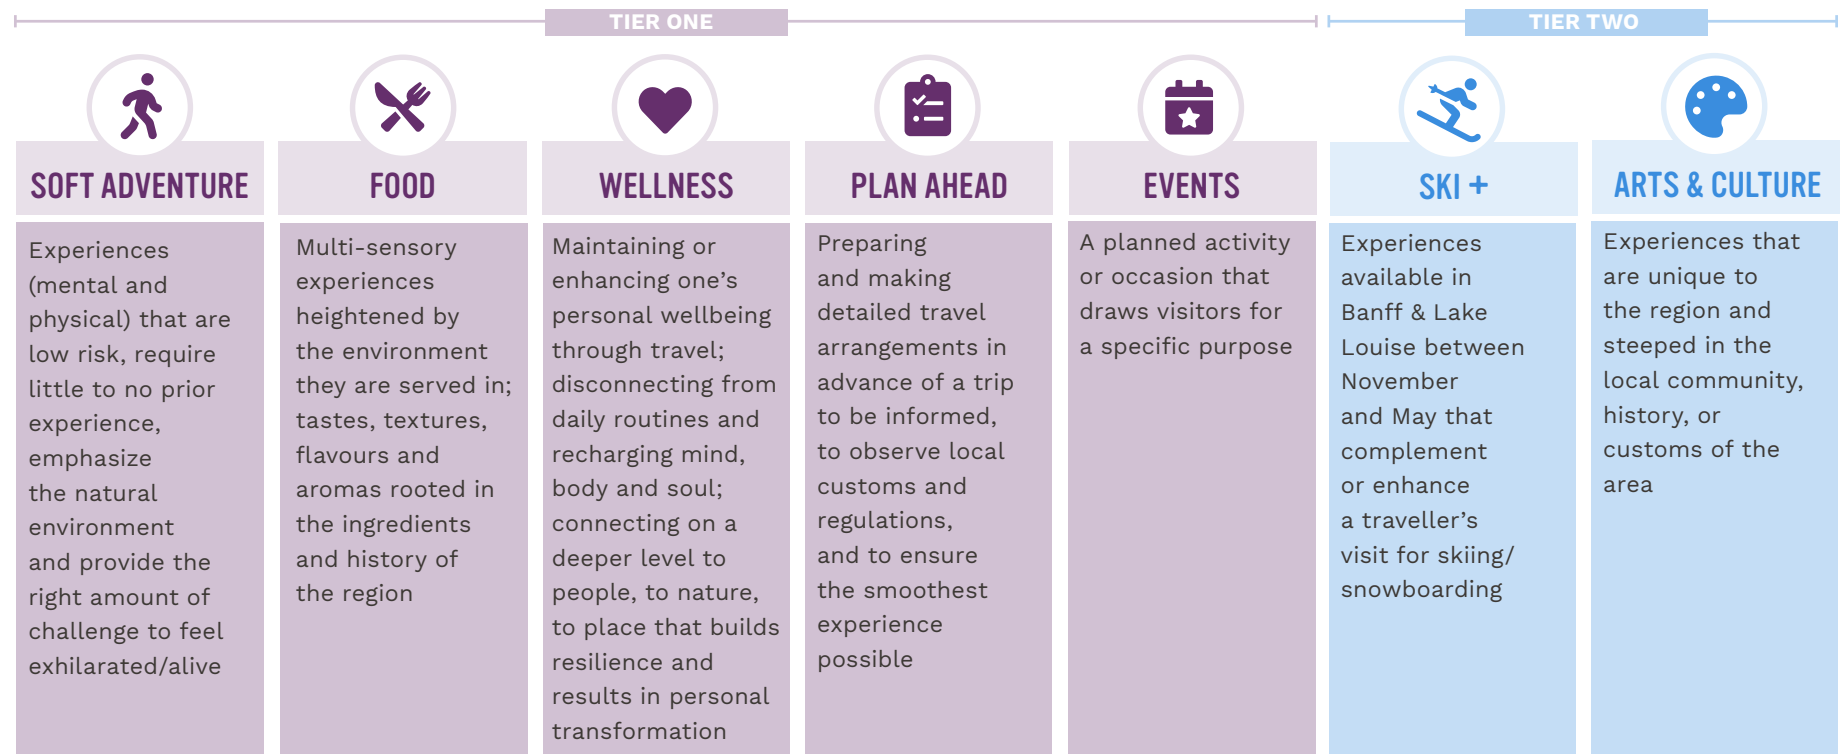 TIER ONE
TIER TWO
SOFT ADVENTURE
Experiences
(mental and
physical) that are
low risk, require
little to no prior
experience,
emphasize
the natural
environment
and provide the
right amount of
challenge to feel
exhilarated/alive
FOOD
Multi-sensory
experiences
heightened by
the environment
they are served in;
tastes, textures,
flavours and
aromas rooted in
the ingredients
and history of
the region
WELLNESS
Maintaining or
enhancing one’s
personal wellbeing
through travel;
disconnecting from
daily routines and
recharging mind,
body and soul;
connecting on a
deeper level to
people, to nature,
to place that builds
resilience and
results in personal
transformation
PLAN AHEAD
Preparing
and making
detailed travel
arrangements in
advance of a trip
to be informed,
to observe local
customs and
regulations,
and to ensure
the smoothest
experience
possible
EVENTS
A planned activity
or occasion that
draws visitors for
a specific purpose
SKI +
Experiences
available in
Banff & Lake
Louise between
November
and May that
complement
or enhance
a traveller’s
visit for skiing/
snowboarding
ARTS & CULTURE
Experiences that
are unique to
the region and
steeped in the
local community,
history, or
customs of the
area